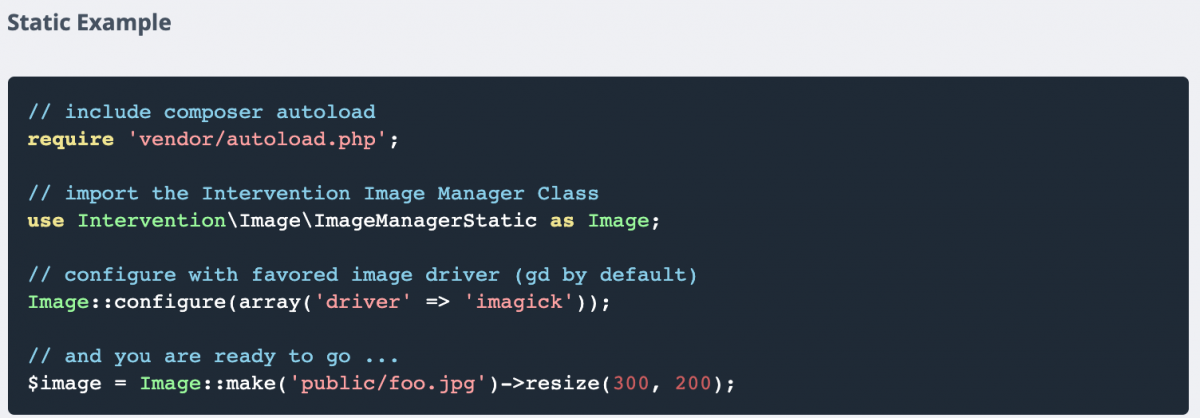 Static Example
// include composer autoload
require 'vendor/autoload.php';
// import the Intervention Image Manager Class
use Intervention\Image\ImageManagerStatic as Image;
// configure with favored image driver (gd by default)
Image::configure(array('driver' => 'imagick'));
// and you are ready to go ...
$image = Image::make('public/foo.jpg')->resize(300, 200);